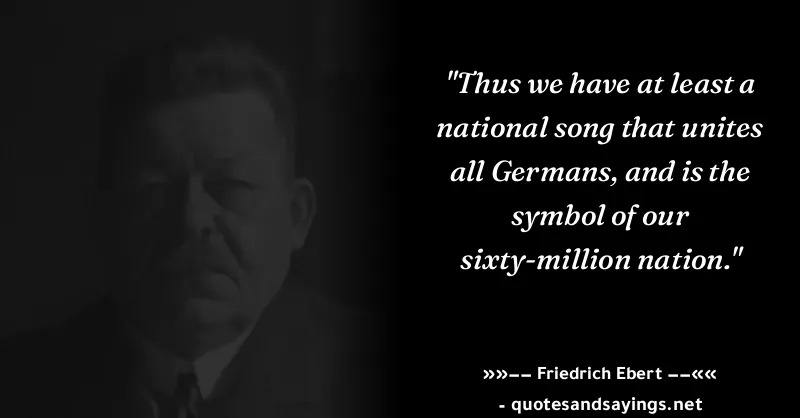 "Thus we have at least a
national song that unites
all Germans, and is the
symbol of our
sixty-million nation."
»»–– Friedrich Ebert ––««
- quotesandsayings.net